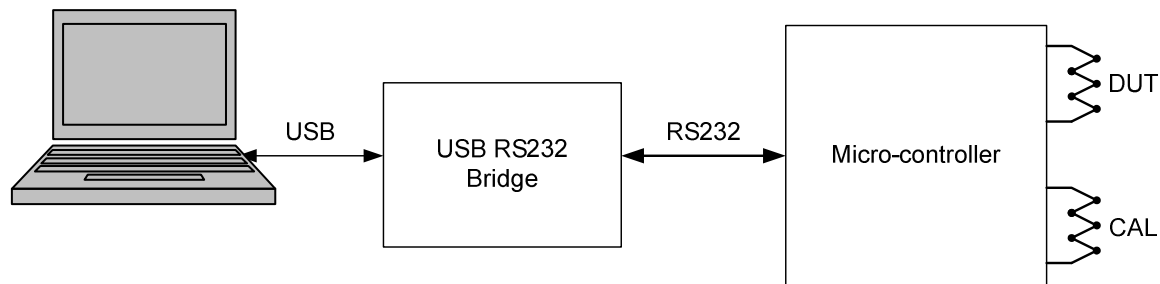 USB
USB RS232
Bridge
RS232
Micro-controller
DUT
CAL